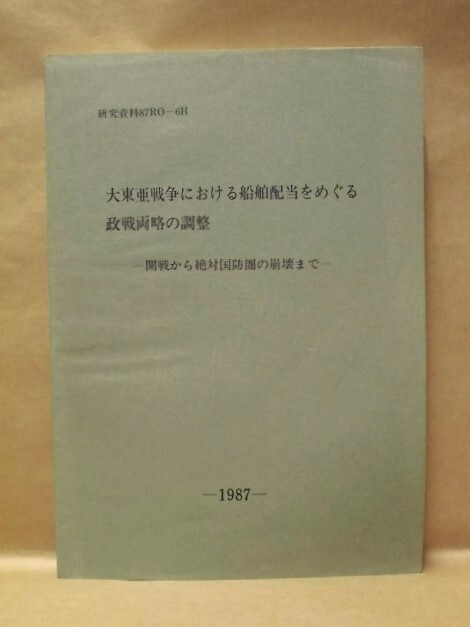 研究資料87RO－6H
大東亜戦争における船舶配当をめぐる
政戦両略の調整
—開戦から絶対国防圏の崩壊まで—
—1987—